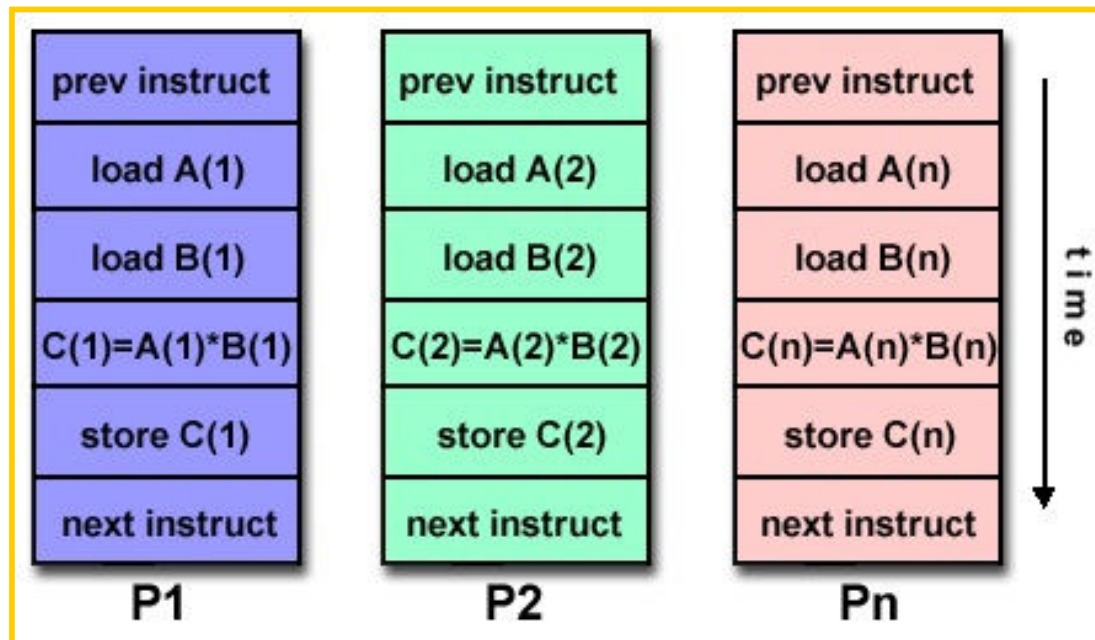 prev instruct
load A(1)
load B(1)
C(1)=A(1)*B(1)
store C(1)
next instruct
P1
prev instruct
load A(2)
load B(2)
C(2)=A(2)*B(2)
store C(2)
next instruct
P2
prev instruct
load A(n)
load B(n)
C(n)=A(n)*B(n)
store C(n)
next instruct
Pn
time